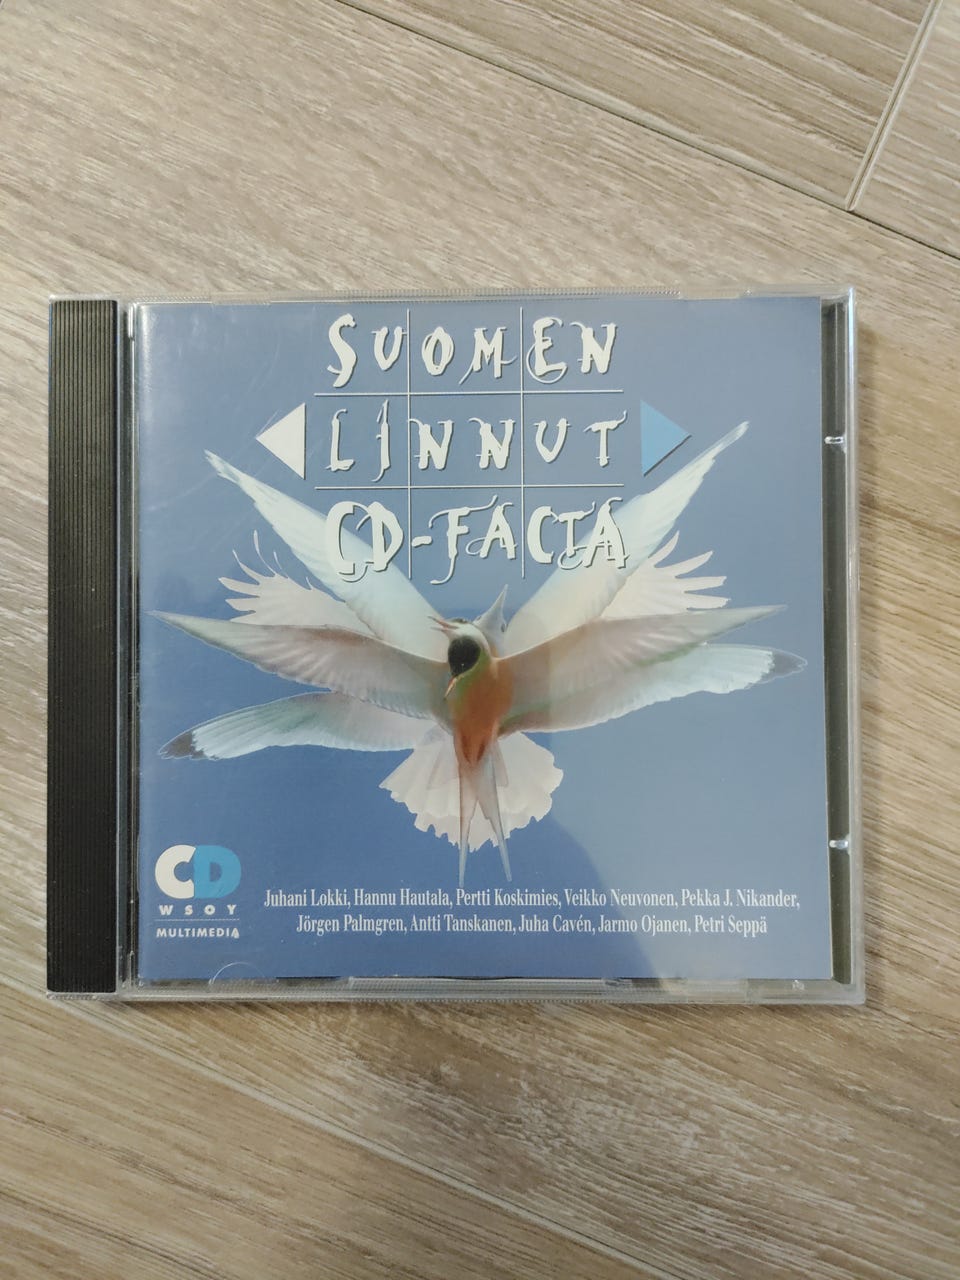 SUOMEN
LINNUT
CD-FACTA
CD
WSOY
MULTIMEDIA
Juhani Lokki, Hannu Hautala, Pertti Koskimies, Veikko Neuvonen, Pekka J. Nikander,
Jörgen Palmgren, Antti Tanskanen, Juha Cavén, Jarmo Ojanen, Petri Seppä